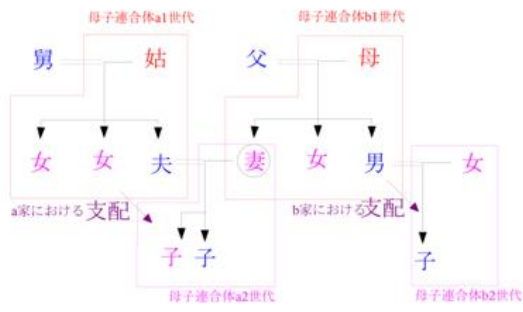 母子連合体a1世代
母子連合体b1世代
舅
姑
父
母
女
女
夫
妻
女
男
女
a家における支配
b家における支配
子
子
子
母子連合体a2世代
母子連合体b2世代